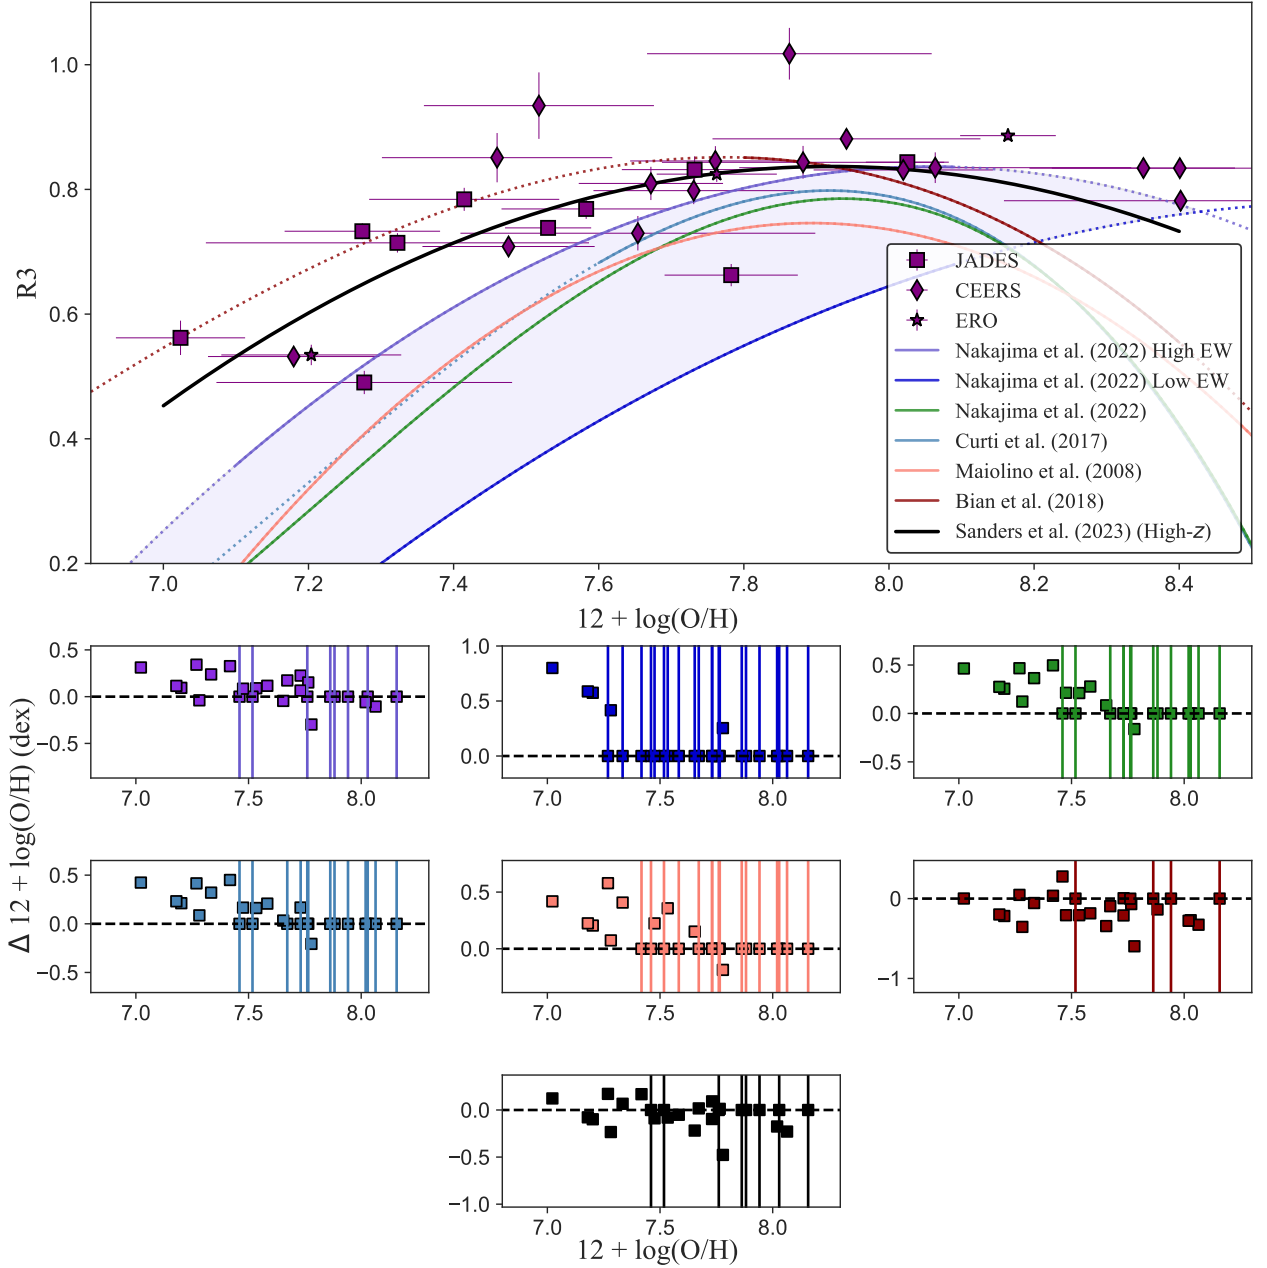 1.0
0.8
0.6
0.4
0.2
R3
7.0 7.2 7.4 7.6 7.8 8.0 8.2 8.4
12 + log(O/H)
JADES
CEERS
ERO
Nakajima et al. (2022) High EW
Nakajima et al. (2022) Low EW
Nakajima et al. (2022)
Curti et al. (2017)
Maiolino et al. (2008)
Bian et al. (2018)
Sanders et al. (2023) (High-z)
Δ 12 + log(O/H) (dex)
0.5
0.0
−0.5
7.0 7.5 8.0
1.0
0.5
0.0
7.0 7.5 8.0
0.5
0.0
−0.5
7.0 7.5 8.0
0.5
0.0
−0.5
7.0 7.5 8.0
0.5
0.0
7.0 7.5 8.0
0
−1
7.0 7.5 8.0
0.0
−0.5
−1.0
7.0 7.5 8.0
12 + log(O/H)